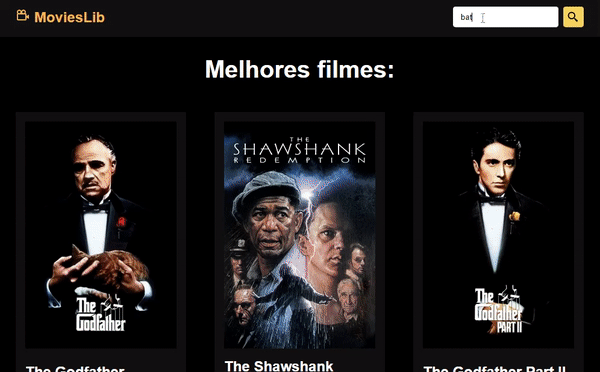 MoviesLib
bat
Melhores filmes:
THE
SHAWSHANK
REDEMPTION
The
Godfather
The
Godfather
PART II
The Godfather
The Shawshank
The Godfather Part II